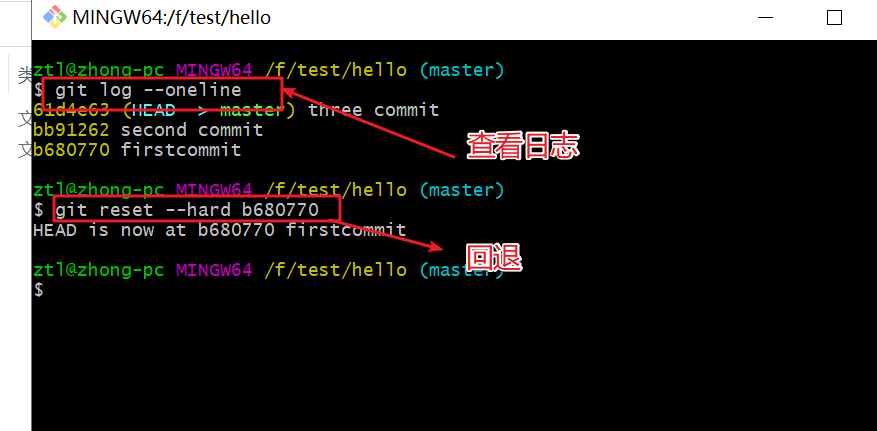 MINGW64:/f/test/hello
类
ztl@zhong-pc MINGW64 /f/test/hello (master)
$ git log --oneline
61d4e63 (HEAD -> master) three commit
文
bb91262 second commit
查看日志
文
b680770 firstcommit
ztl@zhong-pc MINGW64 /f/test/hello (master)
$ git reset --hard b680770
HEAD is now at b680770 firstcommit
回退
ztl@zhong-pc MINGW64 /f/test/hello (master)
$